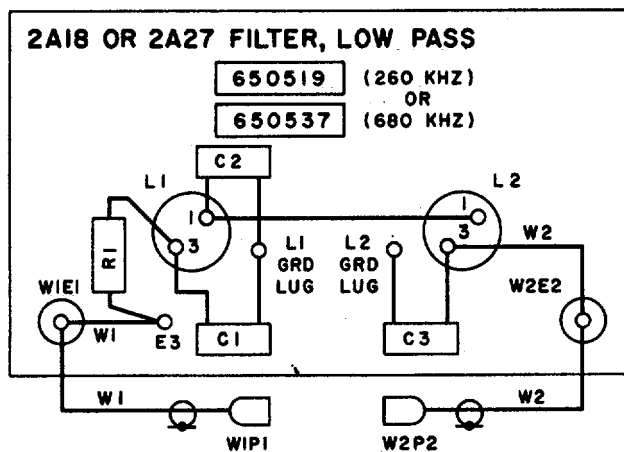 2A18 OR 2A27 FILTER, LOW PASS
650519 (260 KHZ)
OR
650537 (680 KHZ)
C2
L1
L2
1
1
3
3
R1
L1
GRD
LUG
L2
GRD
LUG
W2
W1E1
W2E2
W1
E3
C1
C3
W1
W2
W1P1
W2P2